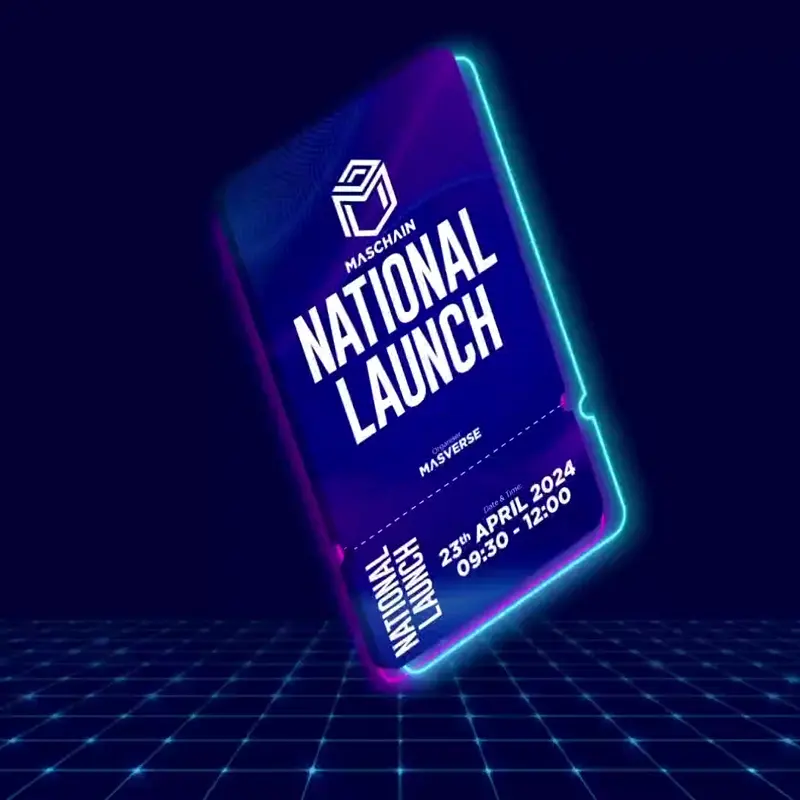 MASCHAIN
NATIONAL
LAUNCH
Organiser
MASVERSE
NATIONAL
LAUNCH
Date & Time:
23th APRIL 2024
09:30 - 12:00